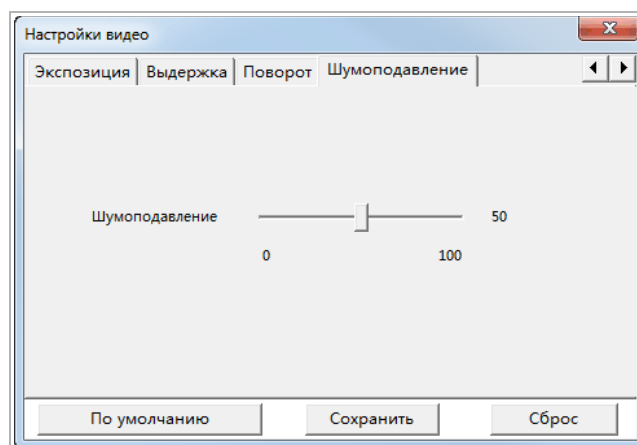 Настройки видео
Экспозиция Выдержка Поворот Шумоподавление
Шумоподавление 50
0 100
По умолчанию Сохранить Сброс